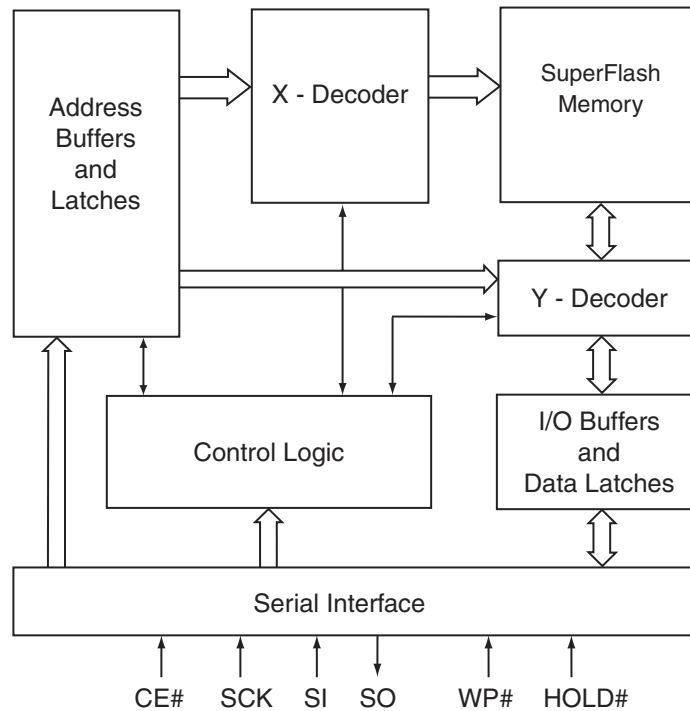 Address
Buffers
and
Latches
X - Decoder
SuperFlash
Memory
Y - Decoder
Control Logic
I/O Buffers
and
Data Latches
Serial Interface
CE# SCK SI SO WP# HOLD#